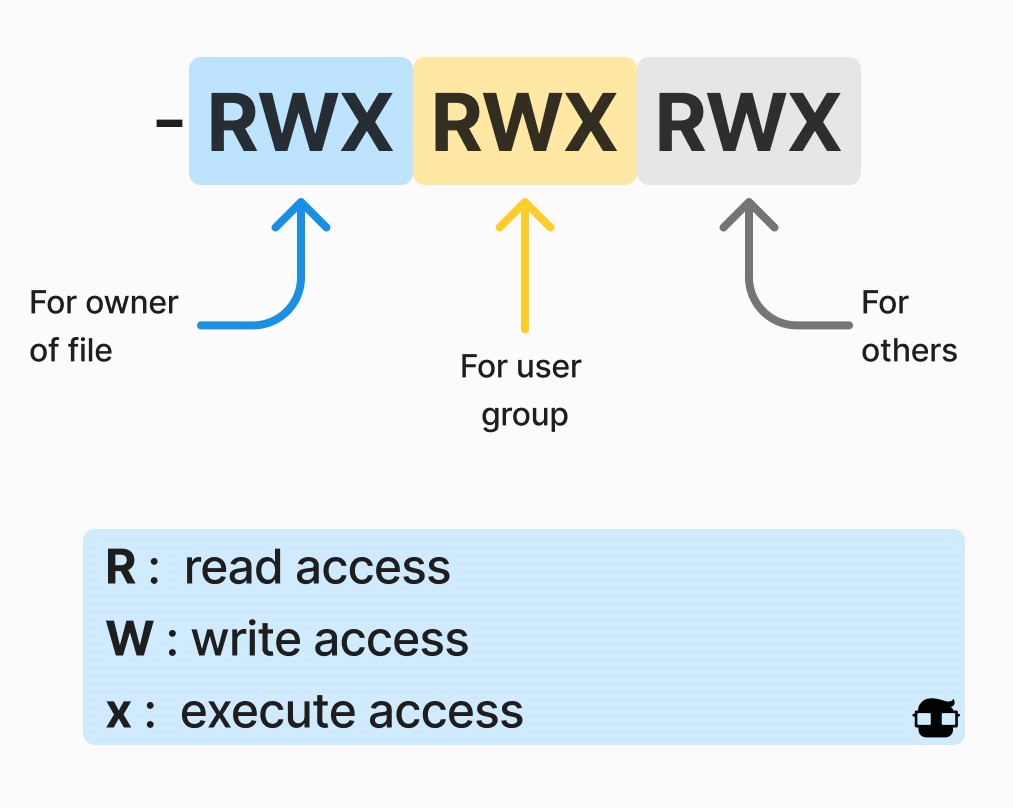 - RWX RWX RWX
For owner
of file
For user
group
For
others
R : read access
W : write access
x : execute access